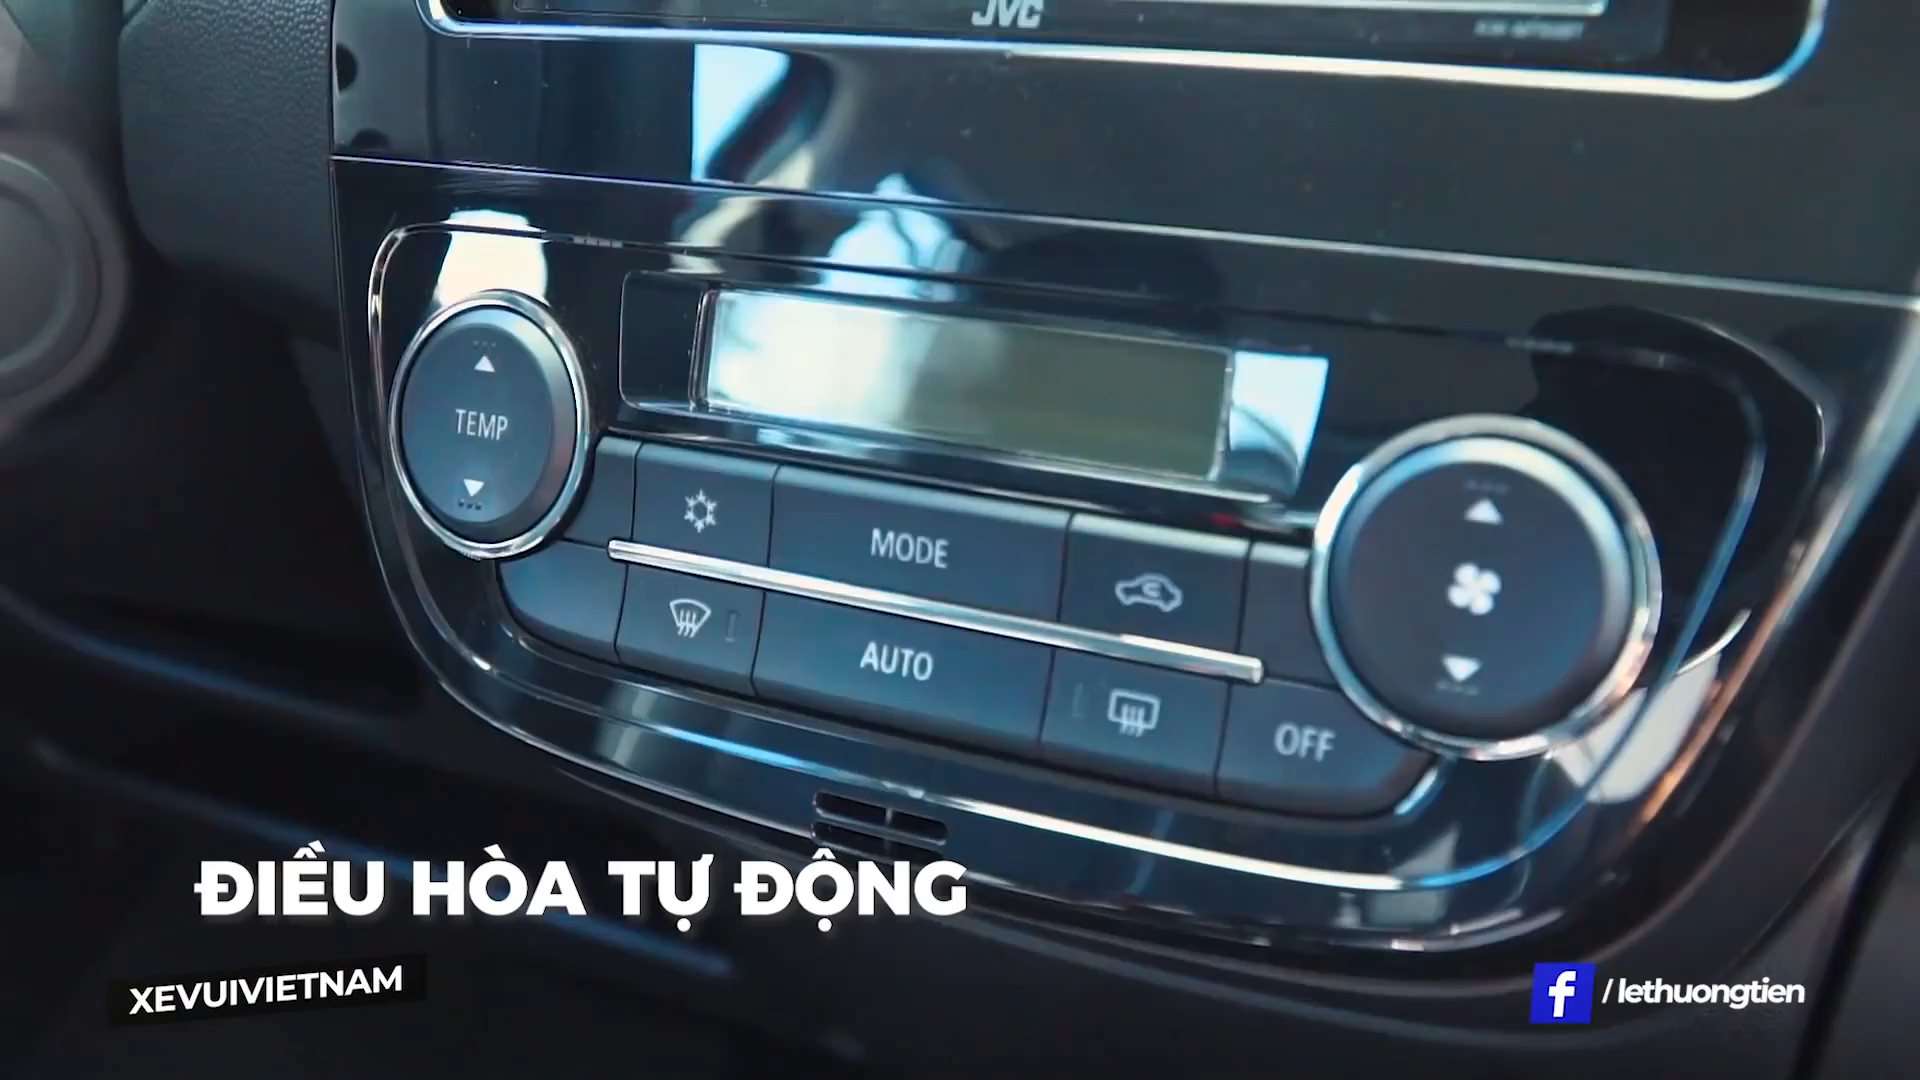 JVC
TEMP
MODE
AUTO
OFF
ĐIỀU HÒA TỰ ĐỘNG
XEVUIVIETNAM
f /lethuongtien